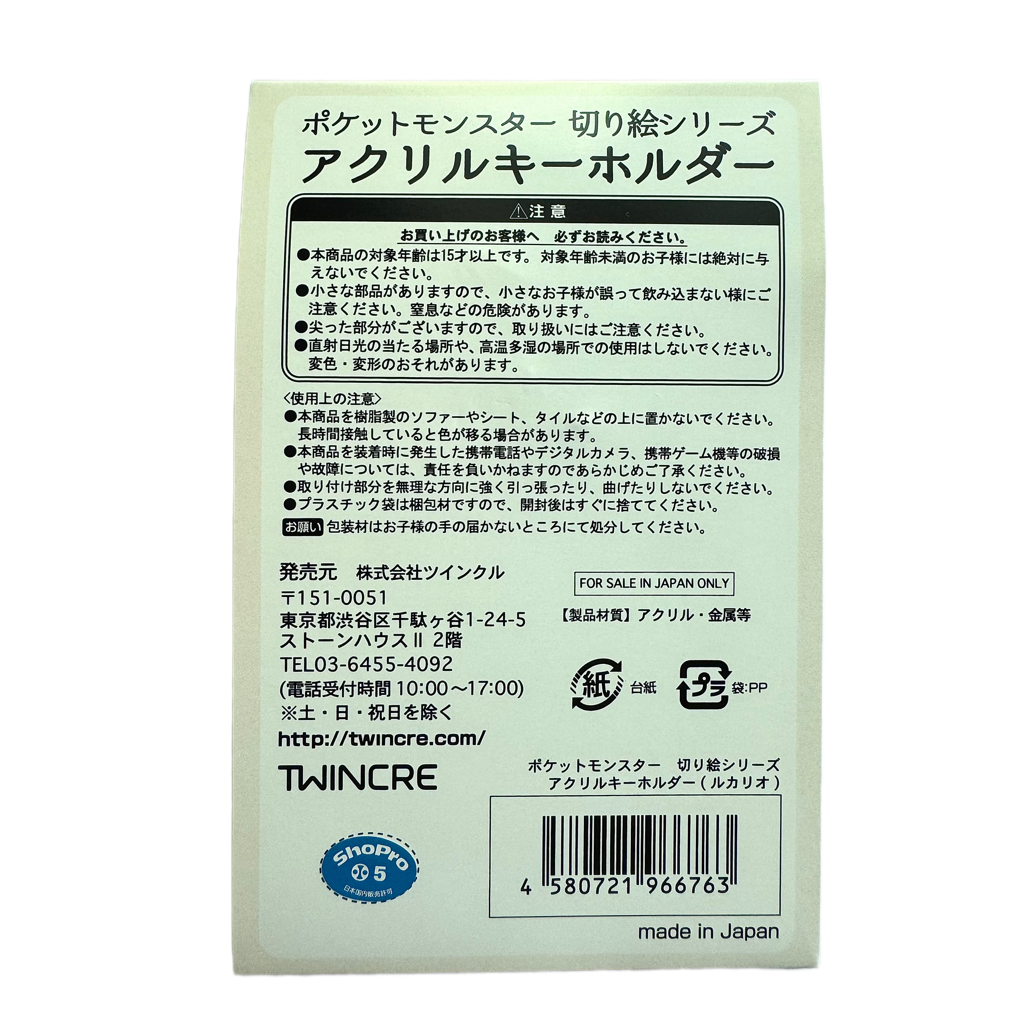 ポケットモンスター 切り絵シリーズ
アクリルキーホルダー
⚠注意
お買い上げのお客様へ 必ずお読みください。
●本商品の対象年齢は15才以上です。対象年齢未満のお子様には絶対に与
えないでください。
●小さな部品がありますので、小さなお子様が誤って飲み込まない様にご
注意ください。窒息などの危険があります。
●尖った部分がございますので、取り扱いにはご注意ください。
●直射日光の当たる場所や、高温多湿の場所での使用はしないでください。
変色・変形のおそれがあります。
<使用上の注意>
●本商品を樹脂製のソファーやシート、タイルなどの上に置かないでください。
長時間接触していると色が移る場合があります。
●本商品を装着時に発生した携帯電話やデジタルカメラ、携帯ゲーム機等の破損
や故障については、責任を負いかねますのであらかじめご了承ください。
●取り付け部分を無理な方向に強く引っ張ったり、曲げたりしないでください。
●プラスチック袋は梱包材ですので、開封後はすぐに捨ててください。
お願い 包装材はお子様の手の届かないところにて処分してください。
発売元 株式会社ツインクル
〒151-0051
東京都渋谷区千駄ヶ谷1-24-5
ストーンハウスⅡ 2階
TEL03-6455-4092
(電話受付時間 10:00～17:00)
※土・日・祝日を除く
http://twincre.com/
TWINCRE
FOR SALE IN JAPAN ONLY
【製品材質】アクリル・金属等
紙 台紙
プラ 袋:PP
ポケットモンスター 切り絵シリーズ
アクリルキーホルダー(ルカリオ)
4 580721 966763
made in Japan
ShoPro
5
日本国内販売許可